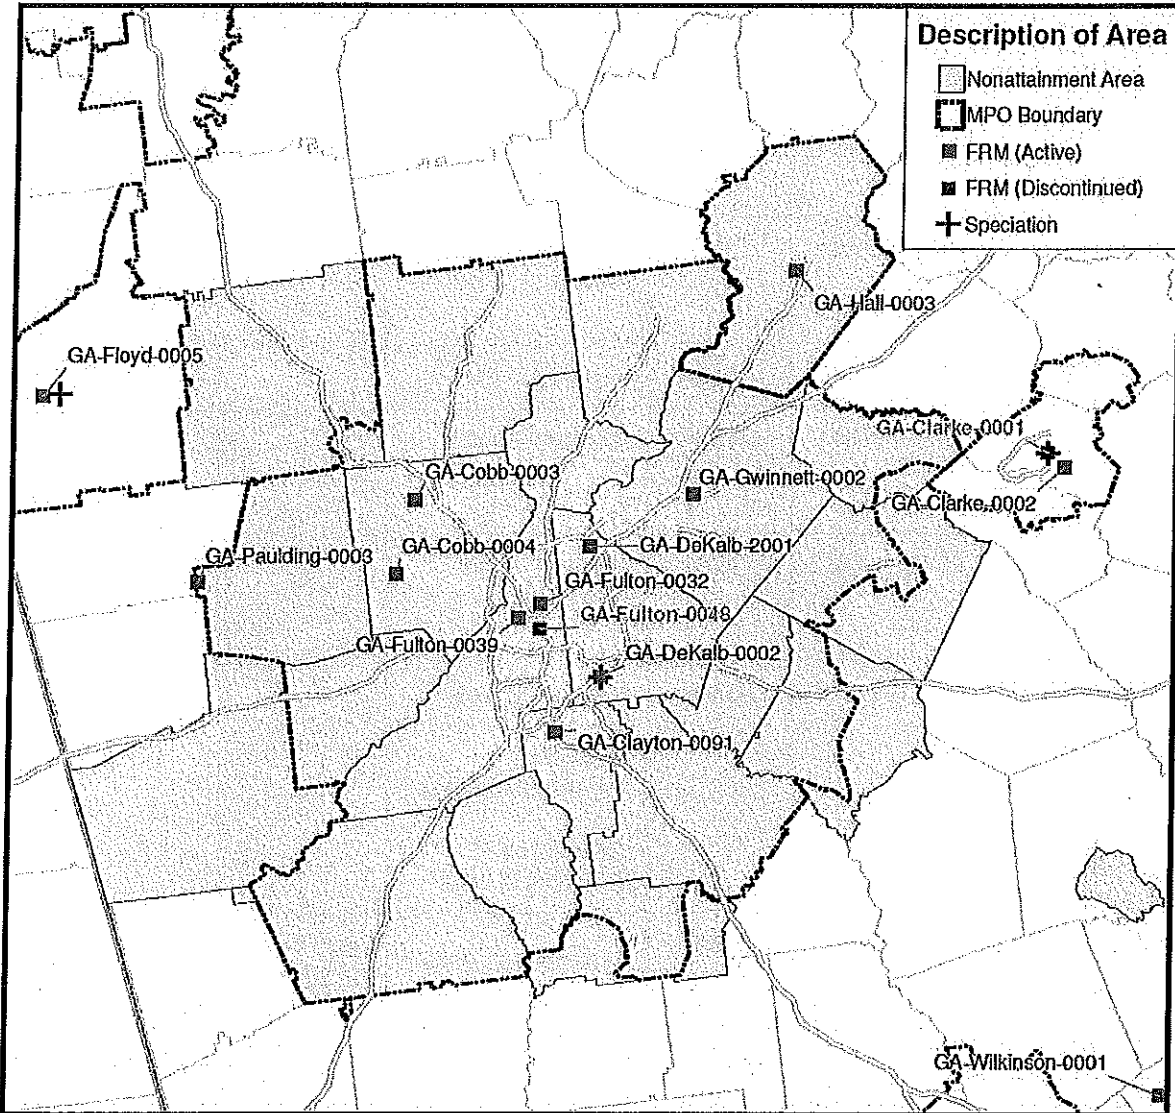 Description of Area
Nonattainment Area
MPO Boundary
FRM (Active)
FRM (Discontinued)
Speciation
GA-Hall-0003
GA-Floyd-0005
GA-Clarke-0001
GA-Cobb-0003
GA-Gwinnett-0002
GA-Clarke-0002
GA-Paulding-0003
GA-Cobb-0004
GA-DeKalb-2001
GA-Fulton-0032
GA-Fulton-0048
GA-Fulton-0039
GA-DeKalb-0002
GA-Clayton-0091
GA-Wilkinson-0001